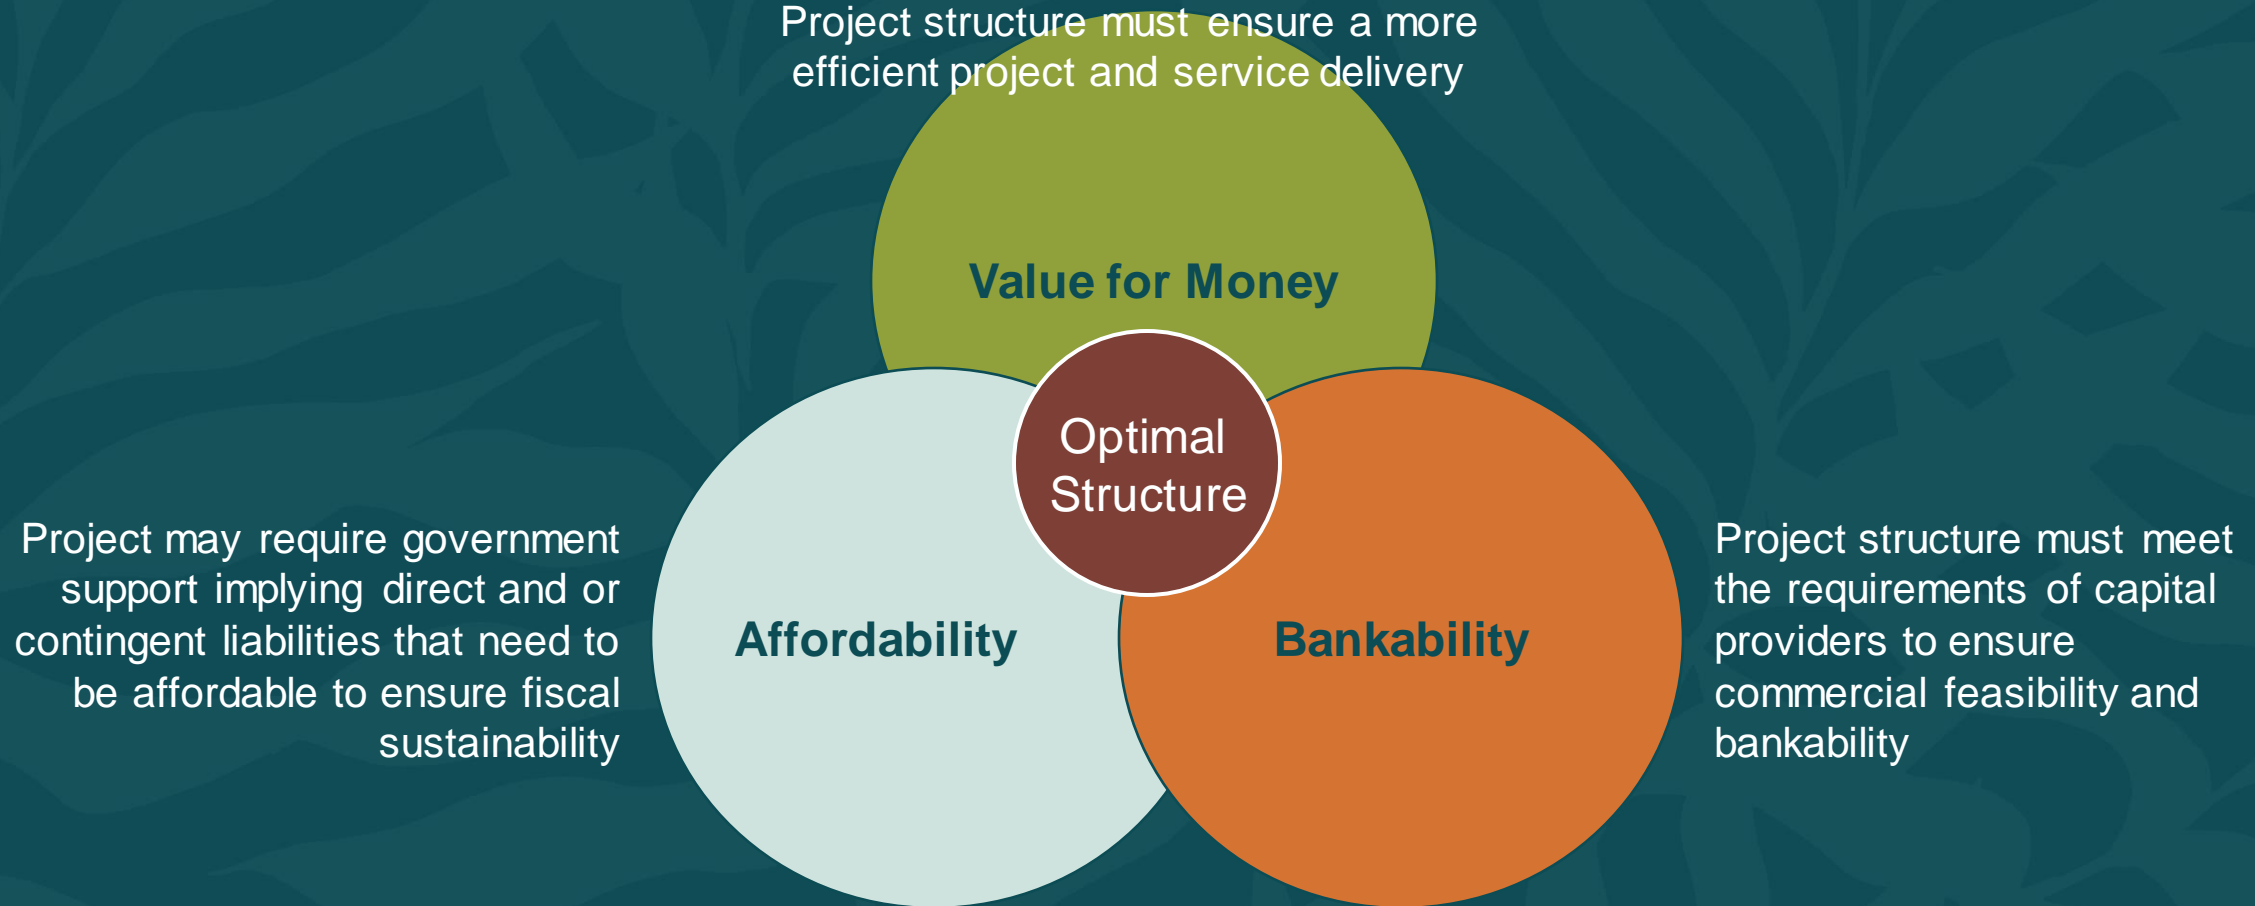 Project structure must ensure a more
efficient project and service delivery
Value for Money
Optimal
Structure
Project may require government
support implying direct and or
contingent liabilities that need to
be affordable to ensure fiscal
sustainability
Affordability
Bankability
Project structure must meet
the requirements of capital
providers to ensure
commercial feasibility and
bankability